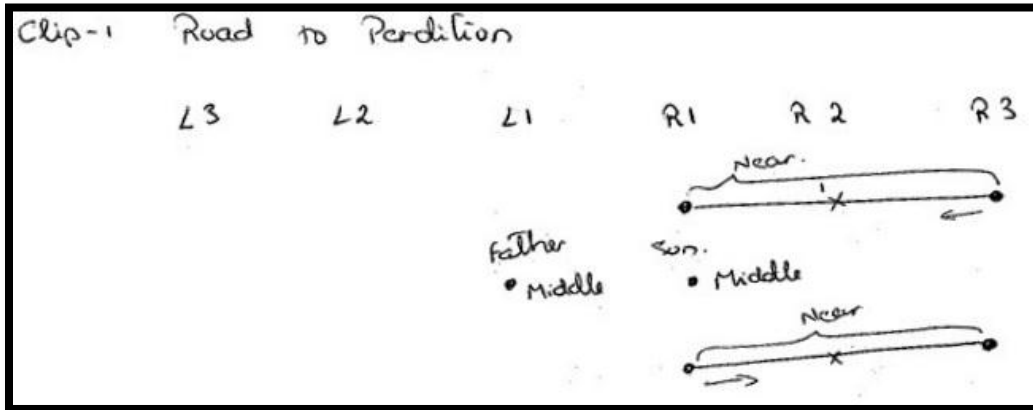 Clip-1 Road to Perdition
L3 L2 L1 R1 R2 R3
Near.
Father Son.
Middle Middle
Near